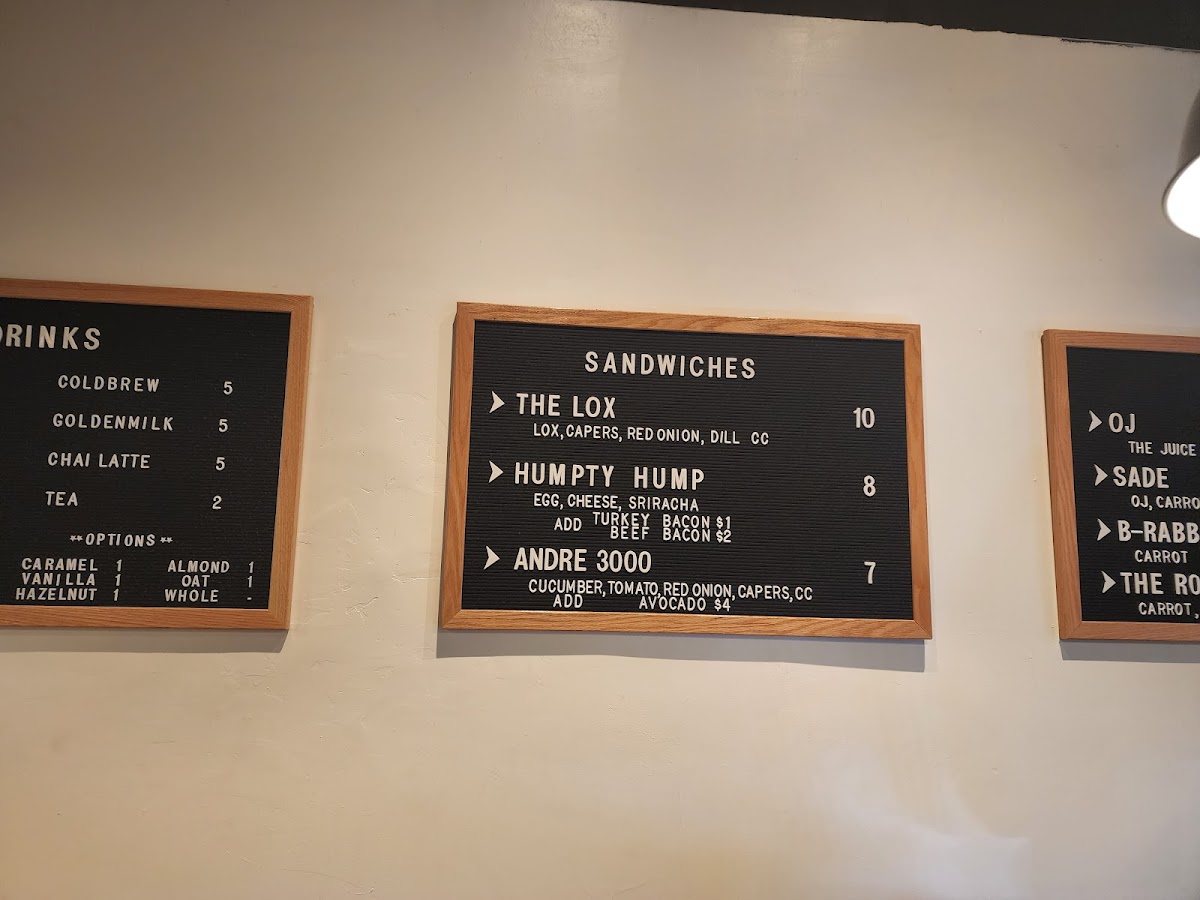 DRINKS
COLDBREW 5
GOLDENMILK 5
CHAI LATTE 5
TEA 2
**OPTIONS**
CARAMEL 1 ALMOND 1
VANILLA 1 OAT 1
HAZELNUT 1 WHOLE -
SANDWICHES
THE LOX 10
LOX, CAPERS, RED ONION, DILL CC
HUMPTY HUMP 8
EGG, CHEESE, SRIRACHA
ADD TURKEY BACON $1
BEEF BACON $2
ANDRE 3000 7
CUCUMBER, TOMATO, RED ONION, CAPERS, CC
ADD AVOCADO $4
OJ
THE JUICE
SADE
OJ,
B-RABB
CARROT
THE
CARROT,